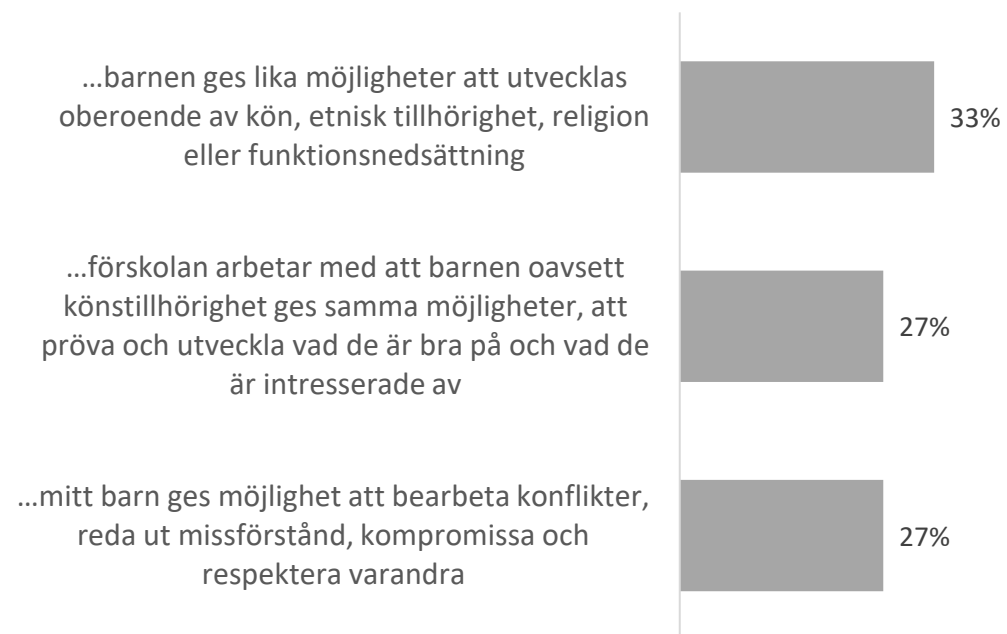 …barnen ges lika möjligheter att utvecklas
oberoende av kön, etnisk tillhörighet, religion
eller funktionsnedsättning
33%
…förskolan arbetar med att barnen oavsett
könstillhörighet ges samma möjligheter, att
pröva och utveckla vad de är bra på och vad de
är intresserade av
27%
…mitt barn ges möjlighet att bearbeta konflikter,
reda ut missförstånd, kompromissa och
respektera varandra
27%